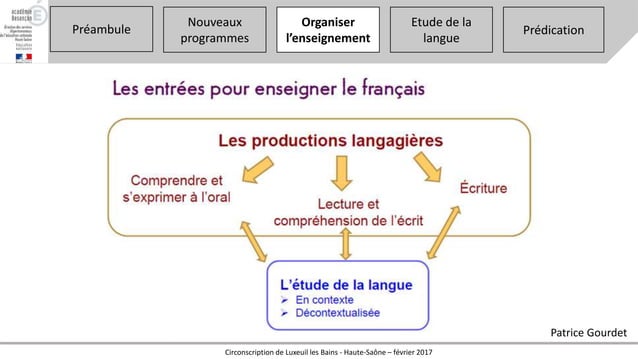 académie
Besançon
direction des services
départementaux
de l'éducation nationale
Haute-Saône
Préambule
Nouveaux
programmes
Organiser
l'enseignement
Etude de la
langue
Prédication
Les entrées pour enseigner le français
Les productions langagières
Comprendre et
s'exprimer à l'oral
Lecture et
compréhension de l'écrit
Écriture
L'étude de la langue
➢ En contexte
➢ Décontextualisée
Patrice Gourdet
Circonscription de Luxeuil les Bains - Haute-Saône – février 2017